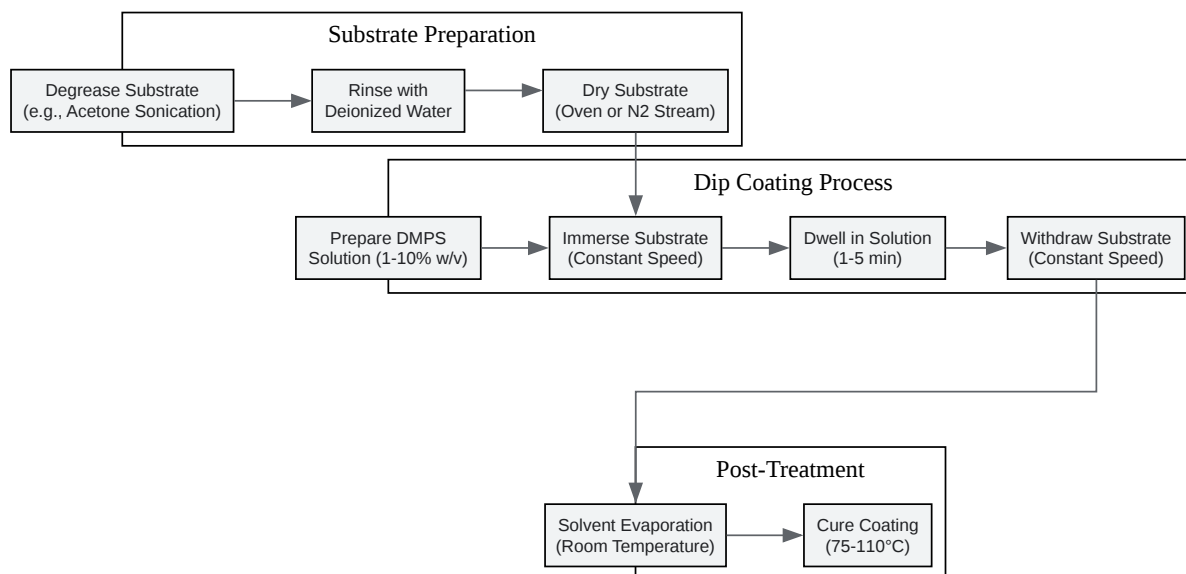 Substrate Preparation
Degrease Substrate
(e.g., Acetone Sonication)
Rinse with
Deionized Water
Dry Substrate
(Oven or N2 Stream)
Dip Coating Process
Prepare DMPS
Solution (1-10% w/v)
Immerse Substrate
(Constant Speed)
Dwell in Solution
(1-5 min)
Withdraw Substrate
(Constant Speed)
Post-Treatment
Solvent Evaporation
(Room Temperature)
Cure Coating
(75-110°C)